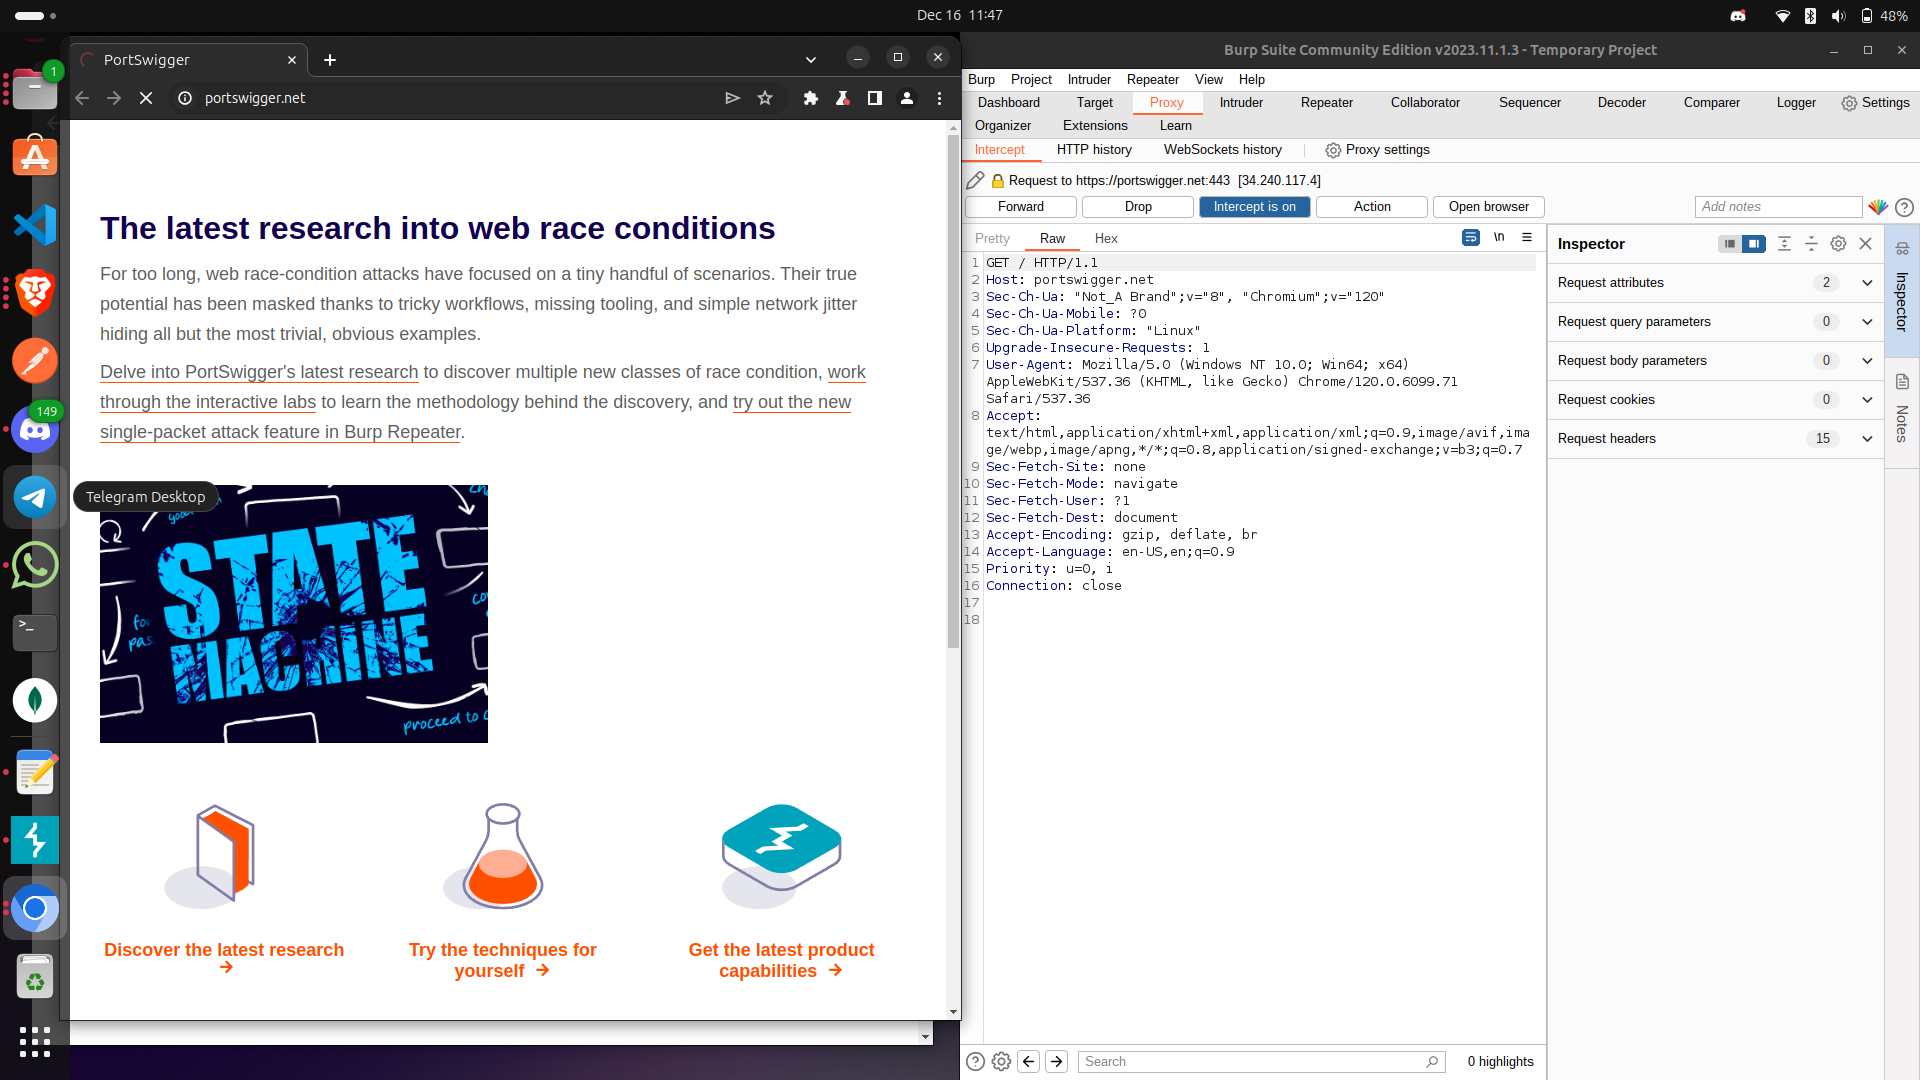 Dec 16 11:47
48%
PortSwigger
portswigger.net
1
149
Telegram Desktop
>_
The latest research into web race conditions
For too long, web race-condition attacks have focused on a tiny handful of scenarios. Their true
potential has been masked thanks to tricky workflows, missing tooling, and simple network jitter
hiding all but the most trivial, obvious examples.
Delve into PortSwigger's latest research to discover multiple new classes of race condition, work
through the interactive labs to learn the methodology behind the discovery, and try out the new
single-packet attack feature in Burp Repeater.
STATE
MACHINE
proceed to
Discover the latest research →
Try the techniques for
yourself →
Get the latest product
capabilities →
Burp Suite Community Edition v2023.11.1.3 - Temporary Project
Burp Project Intruder Repeater View Help
Dashboard Target Proxy Intruder Repeater Collaborator Sequencer Decoder Comparer Logger Settings
Organizer Extensions Learn
Intercept HTTP history WebSockets history Proxy settings
Request to https://portswigger.net:443 [34.240.117.4]
Forward Drop Intercept is on Action Open browser Add notes
Pretty Raw Hex \n
1 GET / HTTP/1.1
2 Host: portswigger.net
3 Sec-Ch-Ua: "Not_A Brand";v="8", "Chromium";v="120"
4 Sec-Ch-Ua-Mobile: ?0
5 Sec-Ch-Ua-Platform: "Linux"
6 Upgrade-Insecure-Requests: 1
7 User-Agent: Mozilla/5.0 (Windows NT 10.0; Win64; x64)
AppleWebKit/537.36 (KHTML, like Gecko) Chrome/120.0.6099.71
Safari/537.36
8 Accept:
text/html,application/xhtml+xml,application/xml;q=0.9,image/avif,ima
ge/webp,image/apng,*/*;q=0.8,application/signed-exchange;v=b3;q=0.7
9 Sec-Fetch-Site: none
10 Sec-Fetch-Mode: navigate
11 Sec-Fetch-User: ?1
12 Sec-Fetch-Dest: document
13 Accept-Encoding: gzip, deflate, br
14 Accept-Language: en-US,en;q=0.9
15 Priority: u=0, i
16 Connection: close
17
18
Search
0 highlights
Inspector
Request attributes 2
Request query parameters 0
Request body parameters 0
Request cookies 0
Request headers 15
Inspector
Notes